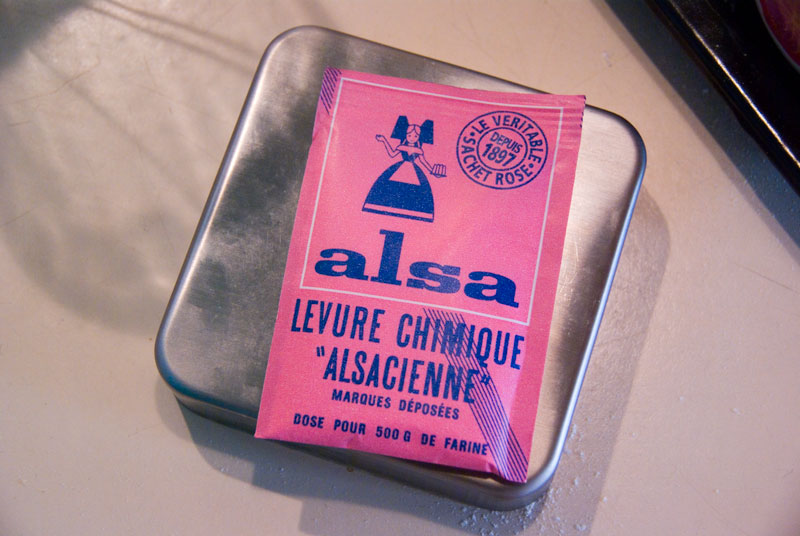 LE VERITABLE
DEPUIS
1897
SACHET ROSE
alsa
LEVURE CHIMIQUE
"ALSACIENNE"
MARQUES DÉPOSÉES
DOSE POUR 500 G DE FARINE